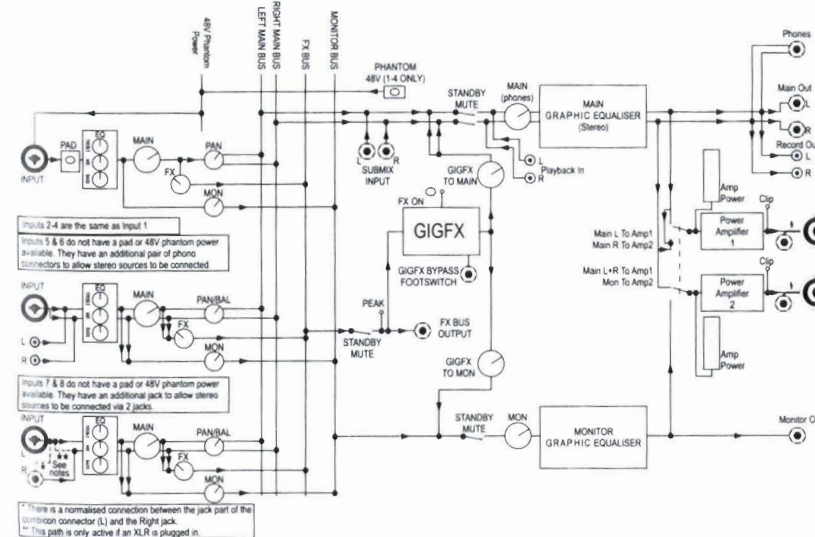 48V Phantom
Power
LEFT MAIN BUS
RIGHT MAIN BUS
FX BUS
MONITOR BUS
PHANTOM
48V (1-4 ONLY)
STANDBY
MUTE
MAIN
(phones)
MAIN
GRAPHIC EQUALISER
(Stereo)
Phones
Main Out
L
R
Record Ou
L
R
INPUT
PAD
EQ
MAIN
PAN
FX
MON
L
R
SUBMIX
INPUT
GIGFX
TO MAIN
L
R
Playback In
Inputs 2-4 are the same as Input 1
Inputs 5 & 6 do not have a pad or 48V phantom power
available. They have an additional pair of phono
connectors to allow stereo sources to be connected
FX ON
GIGFX
GIGFX BYPASS
FOOTSWITCH
Amp
Power
Clip
Main L To Amp1
Main R To Amp2
Power
Amplifier
1
Main L+R To Amp1
Mon To Amp2
Clip
Power
Amplifier
2
Amp
Power
INPUT
L
R
EQ
MAIN
PAN/BAL
FX
MON
PEAK
STANDBY
MUTE
FX BUS
OUTPUT
GIGFX
TO MON
Inputs 7 & 8 do not have a pad or 48V phantom power
available. They have an additional jack to allow stereo
sources to be connected via 2 jacks.
INPUT
L
R
* *
*
See
notes
EQ
MAIN
PAN/BAL
FX
MON
STANDBY
MUTE
MON
MONITOR
GRAPHIC EQUALISER
Monitor O
* There is a normalised connection between the jack part of the
combicon connector (L) and the Right jack.
** This path is only active if an XLR is plugged in.